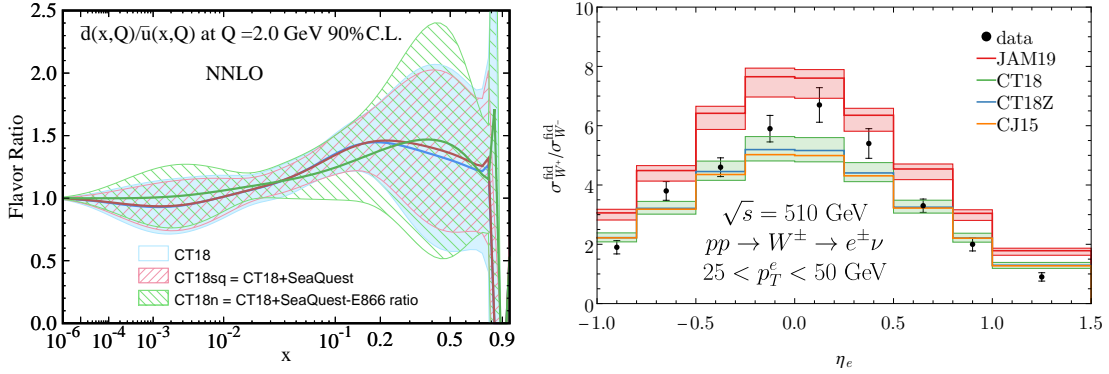 2.5
2.0
1.5
1.0
0.5
0.0
Flavor Ratio
d̅(x,Q)/u̅(x,Q) at Q =2.0 GeV 90%C.L.
NNLO
CT18
CT18sq = CT18+SeaQuest
CT18n = CT18+SeaQuest-E866 ratio
10⁻⁶ 10⁻⁴ 10⁻³ 10⁻² 10⁻¹ 0.2 0.5 0.9
x
10
8
6
4
2
0
σ^fid_W+/σ^fid_W−
data
JAM19
CT18
CT18Z
CJ15
√s = 510 GeV
pp → W± → e±ν
25 < p_T^e < 50 GeV
−1.0 −0.5 0.0 0.5 1.0 1.5
η_e